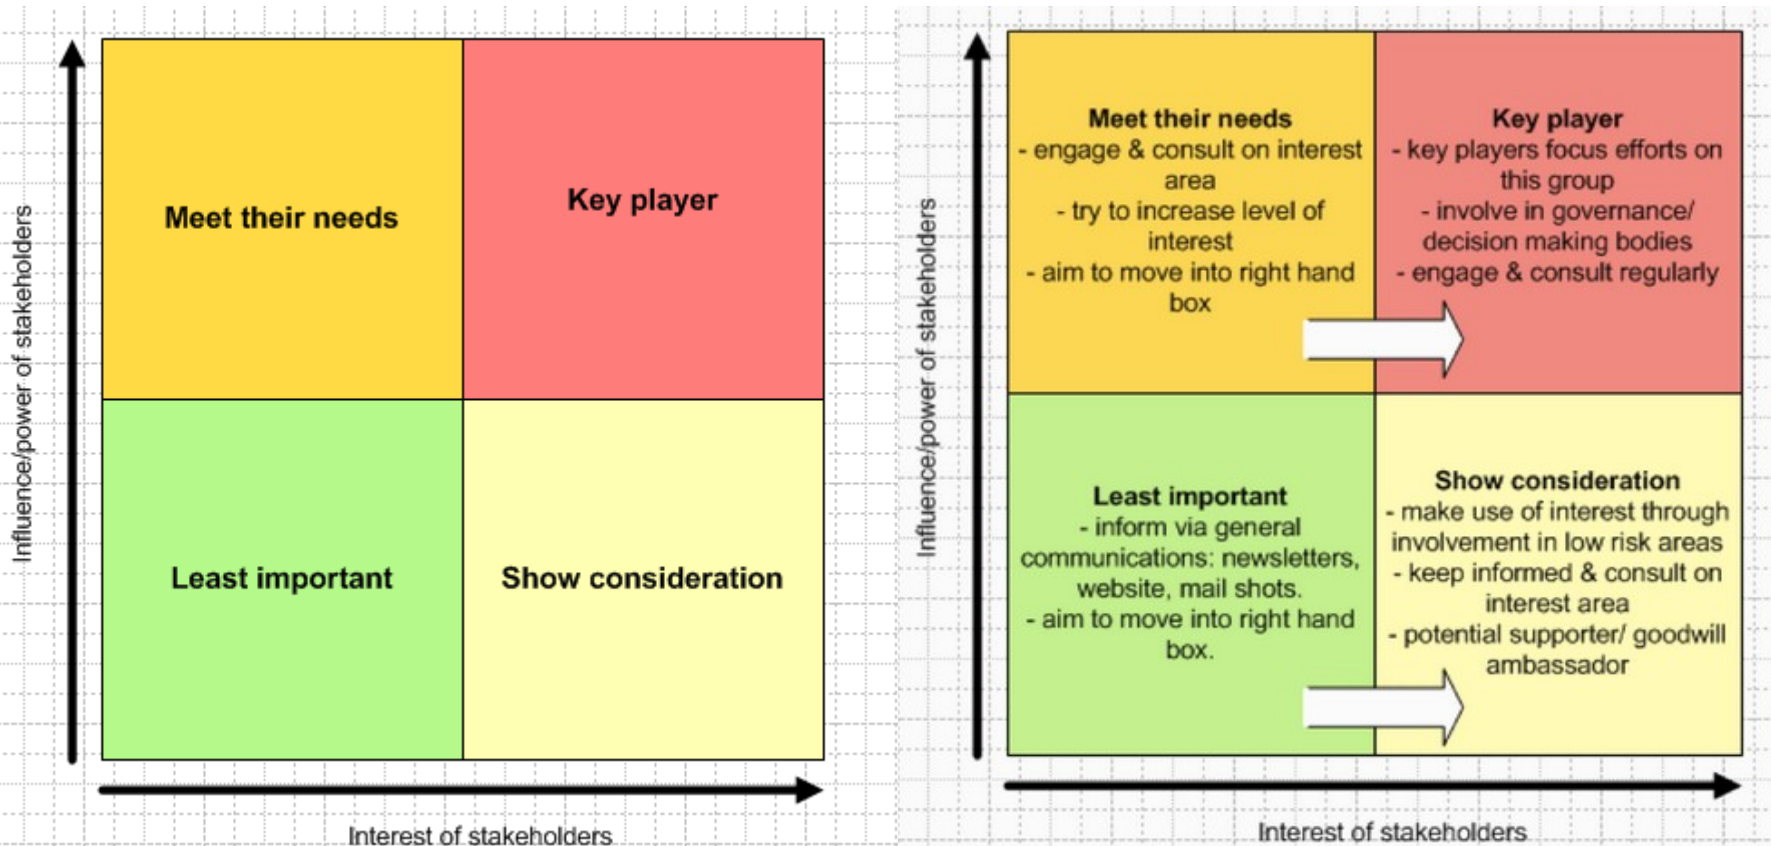 Influence/power of stakeholders
Meet their needs
Key player
Least important
Show consideration
Interest of stakeholders
Influence/power of stakeholders
Meet their needs
- engage & consult on interest
area
- try to increase level of
interest
- aim to move into right hand
box
Key player
- key players focus efforts on
this group
- involve in governance/
decision making bodies
- engage & consult regularly
Least important
- inform via general
communications: newsletters,
website, mail shots.
- aim to move into right hand
box.
Show consideration
- make use of interest through
involvement in low risk areas
- keep informed & consult on
interest area
- potential supporter/ goodwill
ambassador
Interest of stakeholders